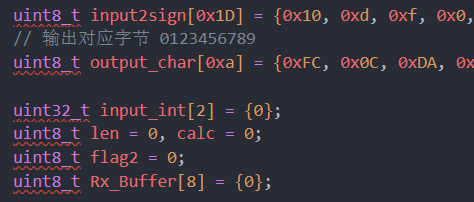 uint8_t input2sign[0x1D] = {0x10, 0xd, 0xf, 0x0,
// 输出对应字节 0123456789
uint8_t output_char[0xa] = {0xFC, 0x0C, 0xDA, 0x
uint32_t input_int[2] = {0};
uint8_t len = 0, calc = 0;
uint8_t flag2 = 0;
uint8_t Rx_Buffer[8] = {0};